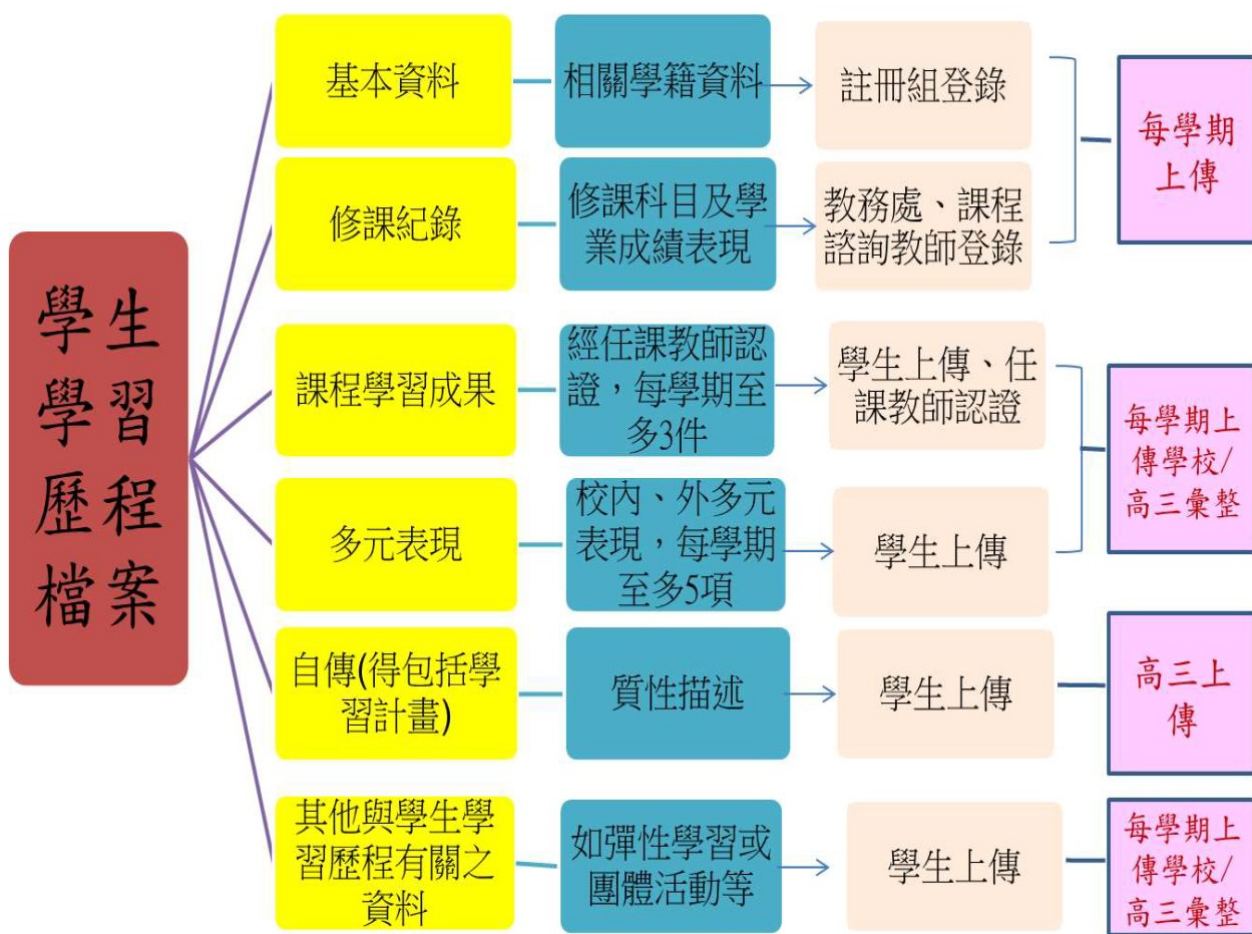 學生
學習
歷程
檔案
基本資料
相關學籍資料
註冊組登錄
每學期
上傳
修課紀錄
修課科目及學
業成績表現
教務處、課程
諮詢教師登錄
課程學習成果
經任課教師認
證，每學期至
多3件
學生上傳、任
課教師認證
每學期上
傳學校/
高三彙整
多元表現
校內、外多元
表現，每學期
至多5項
學生上傳
自傳(得包括學
習計畫)
質性描述
學生上傳
高三上
傳
其他與學生學
習歷程有關之
資料
如彈性學習或
團體活動等
學生上傳
每學期上
傳學校/
高三彙整